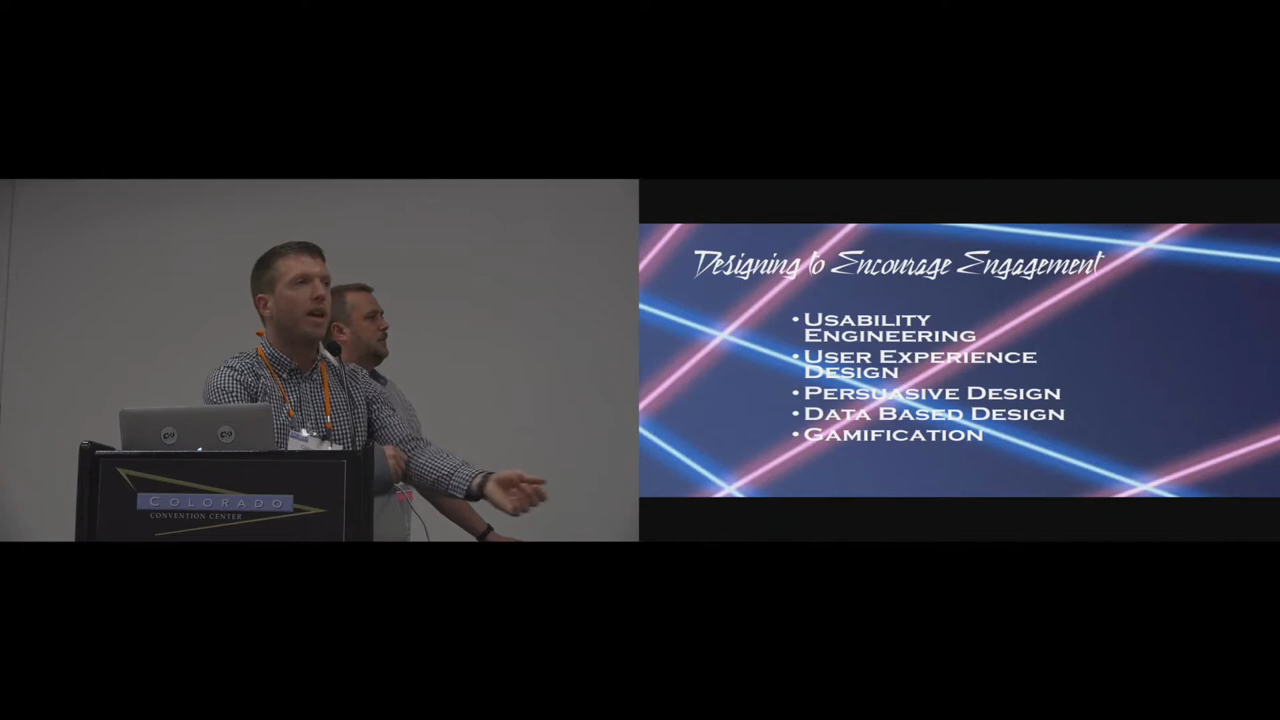 COLORADO
CONVENTION CENTER
Designing to Encourage Engagement
• USABILITY
ENGINEERING
• USER EXPERIENCE
DESIGN
• PERSUASIVE DESIGN
• DATA BASED DESIGN
• GAMIFICATION